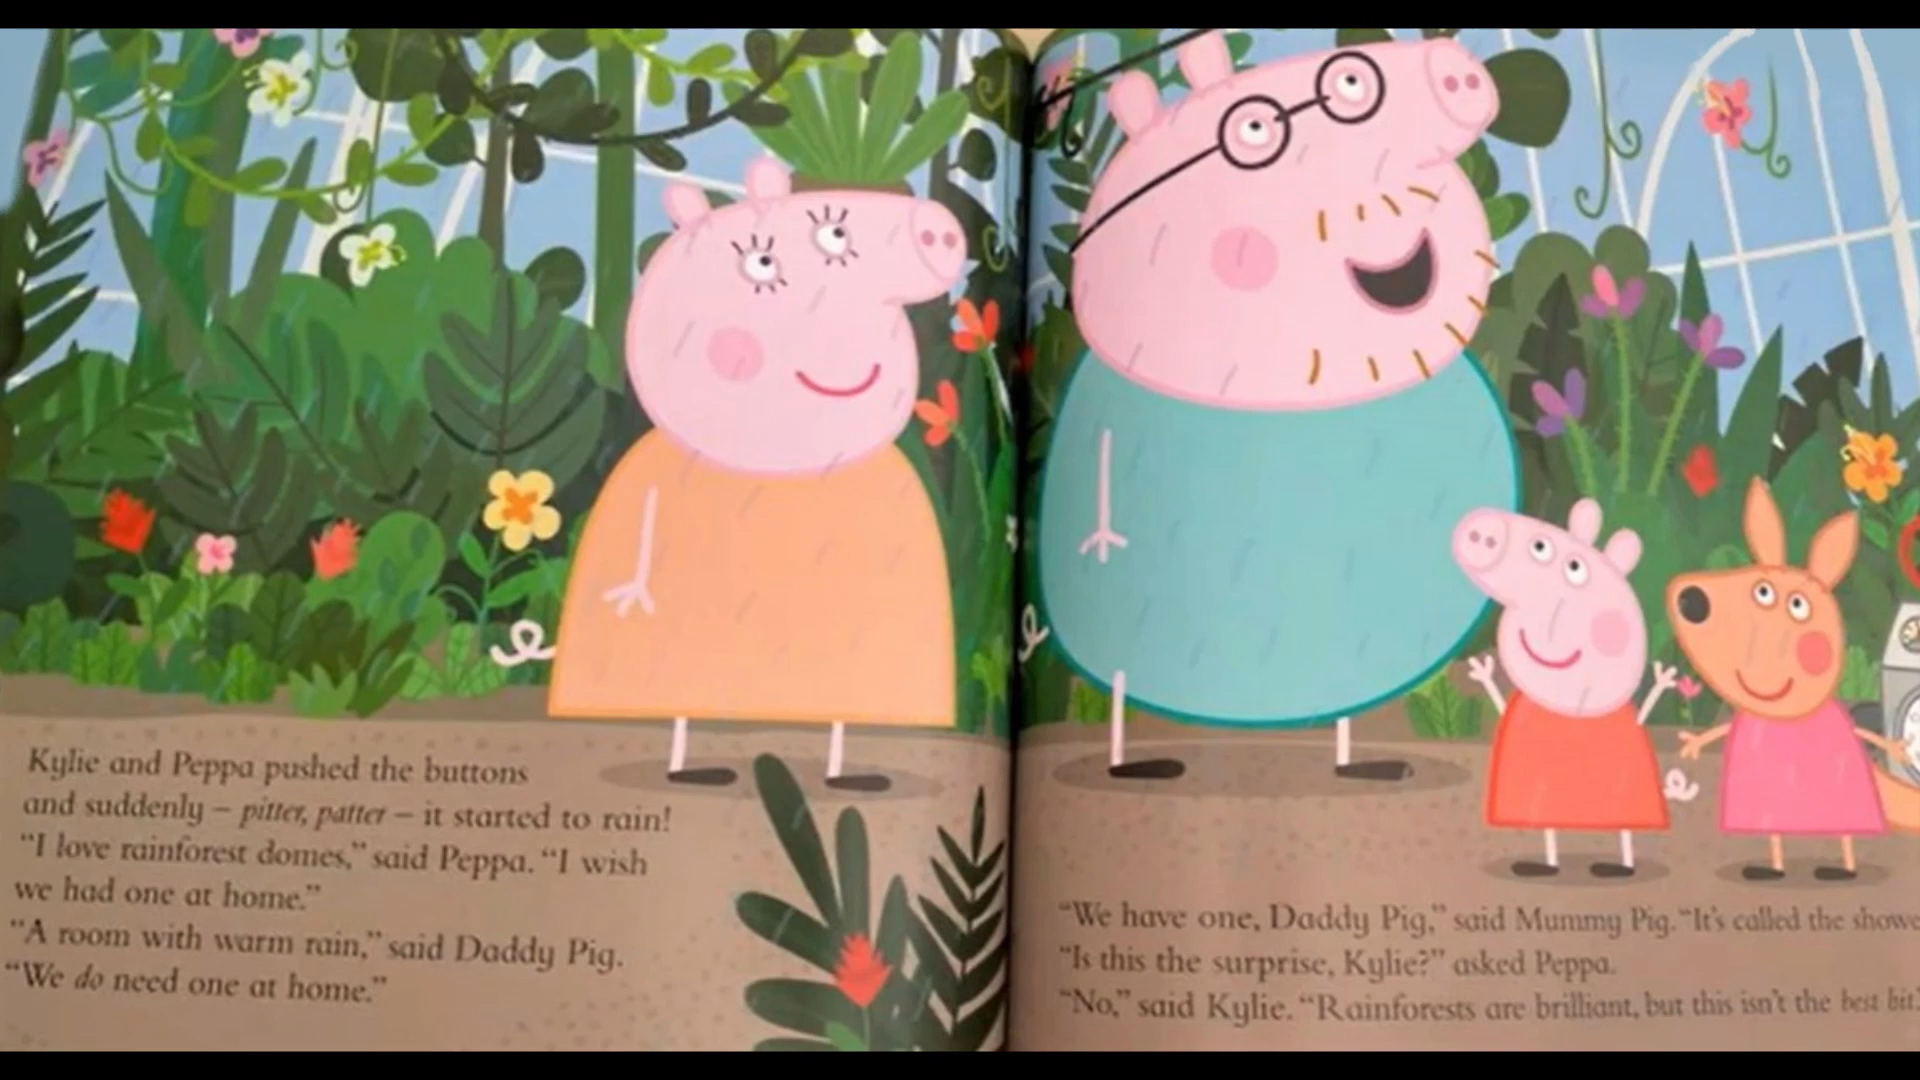 Kylie and Peppa pushed the buttons
and suddenly – pitter, patter – it started to rain!
“I love rainforest domes,” said Peppa. “I wish
we had one at home.”
“A room with warm rain,” said Daddy Pig.
“We do need one at home.”
“We have one, Daddy Pig,” said Mummy Pig. “It’s called the
“Is this the surprise, Kylie?” asked Peppa.
“No,” said Kylie. “Rainforests are brilliant, but this isn’t the best bit.